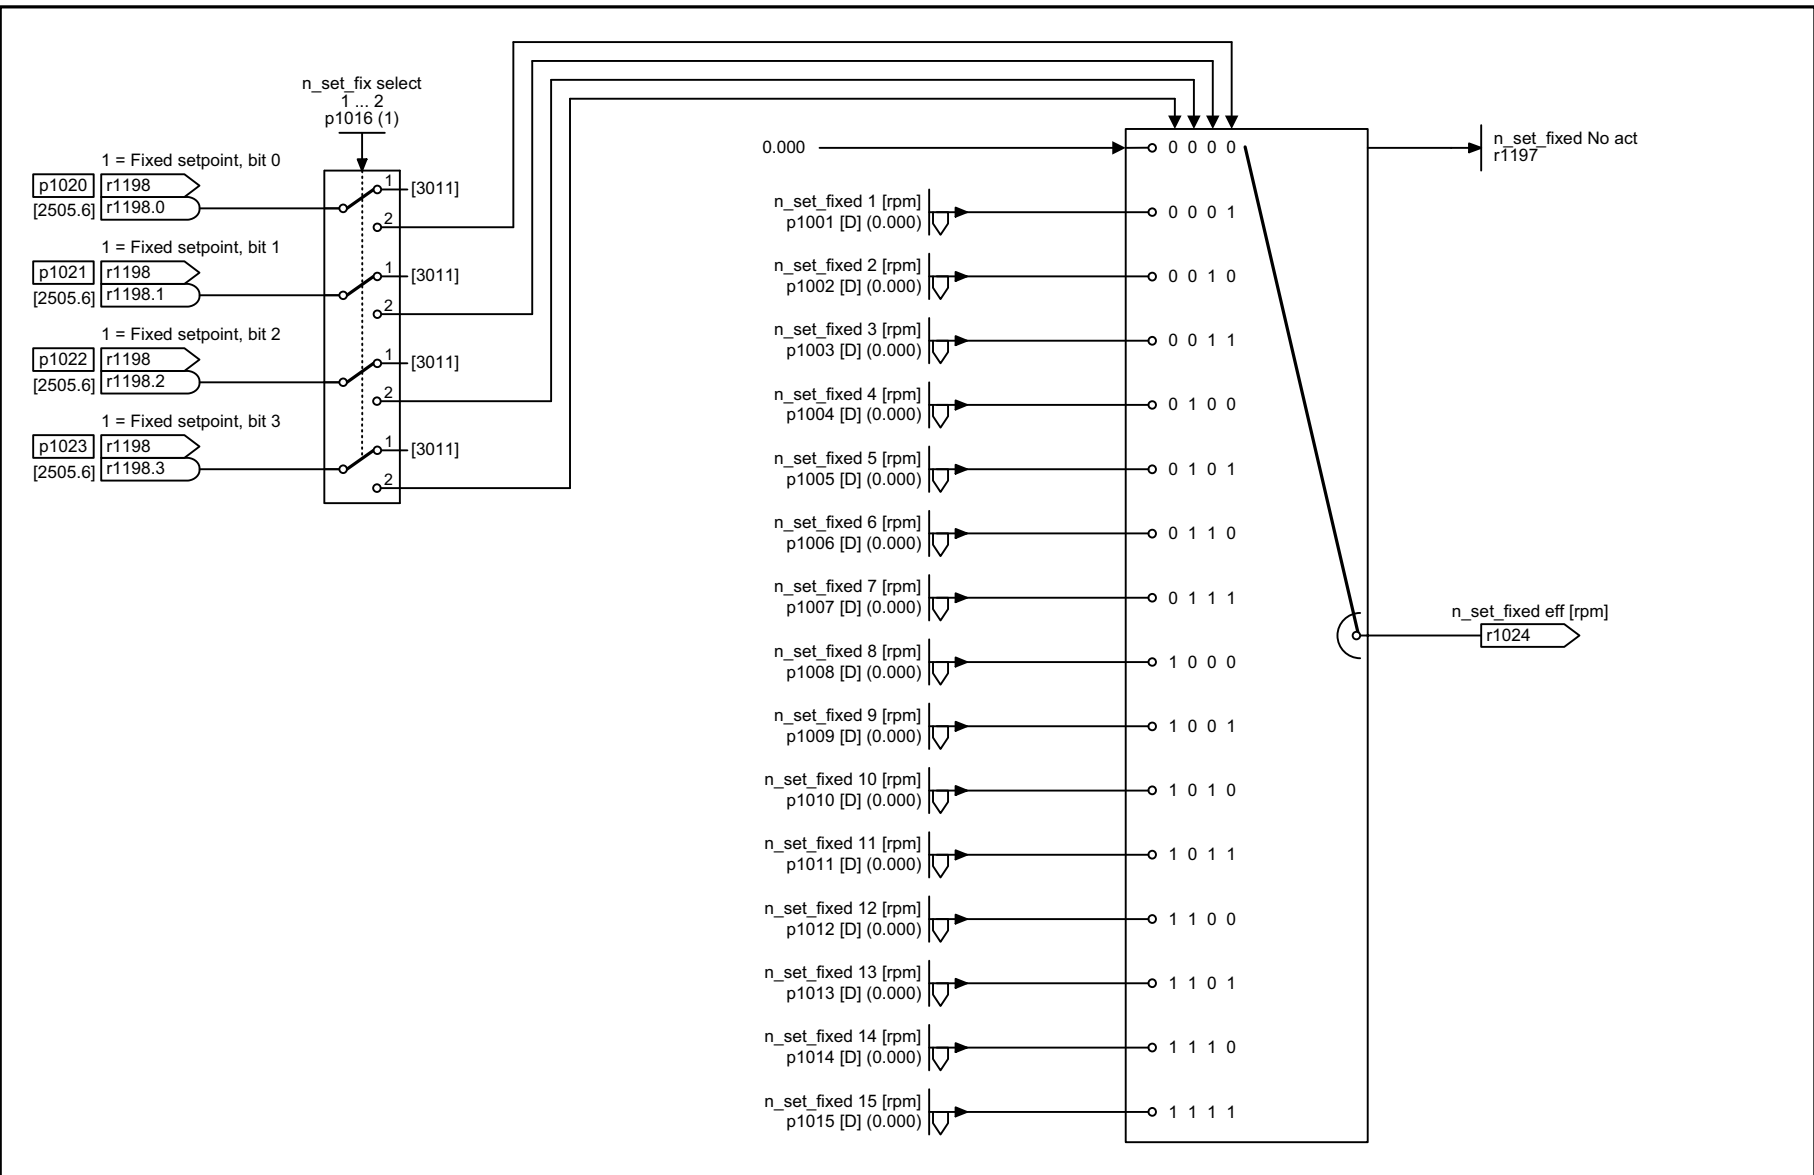 n_set_fix select
1 ... 2
p1016 (1)
1 = Fixed setpoint, bit 0
p1020 r1198
[2505.6] r1198.0
1 [3011]
2
1 = Fixed setpoint, bit 1
p1021 r1198
[2505.6] r1198.1
1 [3011]
2
1 = Fixed setpoint, bit 2
p1022 r1198
[2505.6] r1198.2
1 [3011]
2
1 = Fixed setpoint, bit 3
p1023 r1198
[2505.6] r1198.3
1 [3011]
2
0.000 0 0 0 0
n_set_fixed No act
r1197
n_set_fixed 1 [rpm]
p1001 [D] (0.000) 0 0 0 1
n_set_fixed 2 [rpm]
p1002 [D] (0.000) 0 0 1 0
n_set_fixed 3 [rpm]
p1003 [D] (0.000) 0 0 1 1
n_set_fixed 4 [rpm]
p1004 [D] (0.000) 0 1 0 0
n_set_fixed 5 [rpm]
p1005 [D] (0.000) 0 1 0 1
n_set_fixed 6 [rpm]
p1006 [D] (0.000) 0 1 1 0
n_set_fixed 7 [rpm]
p1007 [D] (0.000) 0 1 1 1
n_set_fixed eff [rpm]
r1024
n_set_fixed 8 [rpm]
p1008 [D] (0.000) 1 0 0 0
n_set_fixed 9 [rpm]
p1009 [D] (0.000) 1 0 0 1
n_set_fixed 10 [rpm]
p1010 [D] (0.000) 1 0 1 0
n_set_fixed 11 [rpm]
p1011 [D] (0.000) 1 0 1 1
n_set_fixed 12 [rpm]
p1012 [D] (0.000) 1 1 0 0
n_set_fixed 13 [rpm]
p1013 [D] (0.000) 1 1 0 1
n_set_fixed 14 [rpm]
p1014 [D] (0.000) 1 1 1 0
n_set_fixed 15 [rpm]
p1015 [D] (0.000) 1 1 1 1